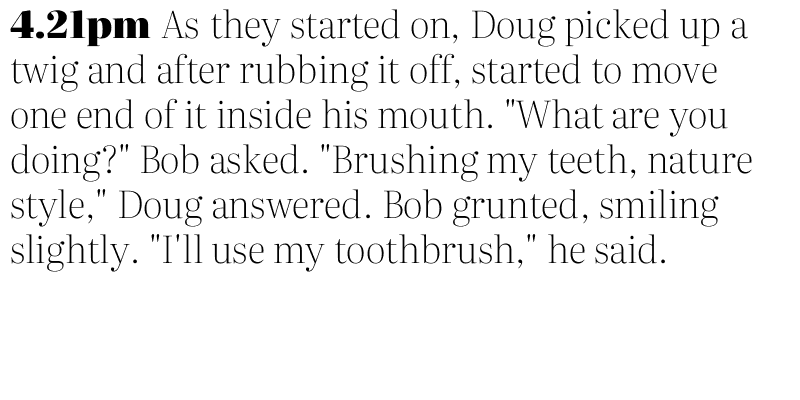 4.21pm As they started on, Doug picked up a
twig and after rubbing it off, started to move
one end of it inside his mouth. "What are you
doing?" Bob asked. "Brushing my teeth, nature
style," Doug answered. Bob grunted, smiling
slightly. "I'll use my toothbrush," he said.